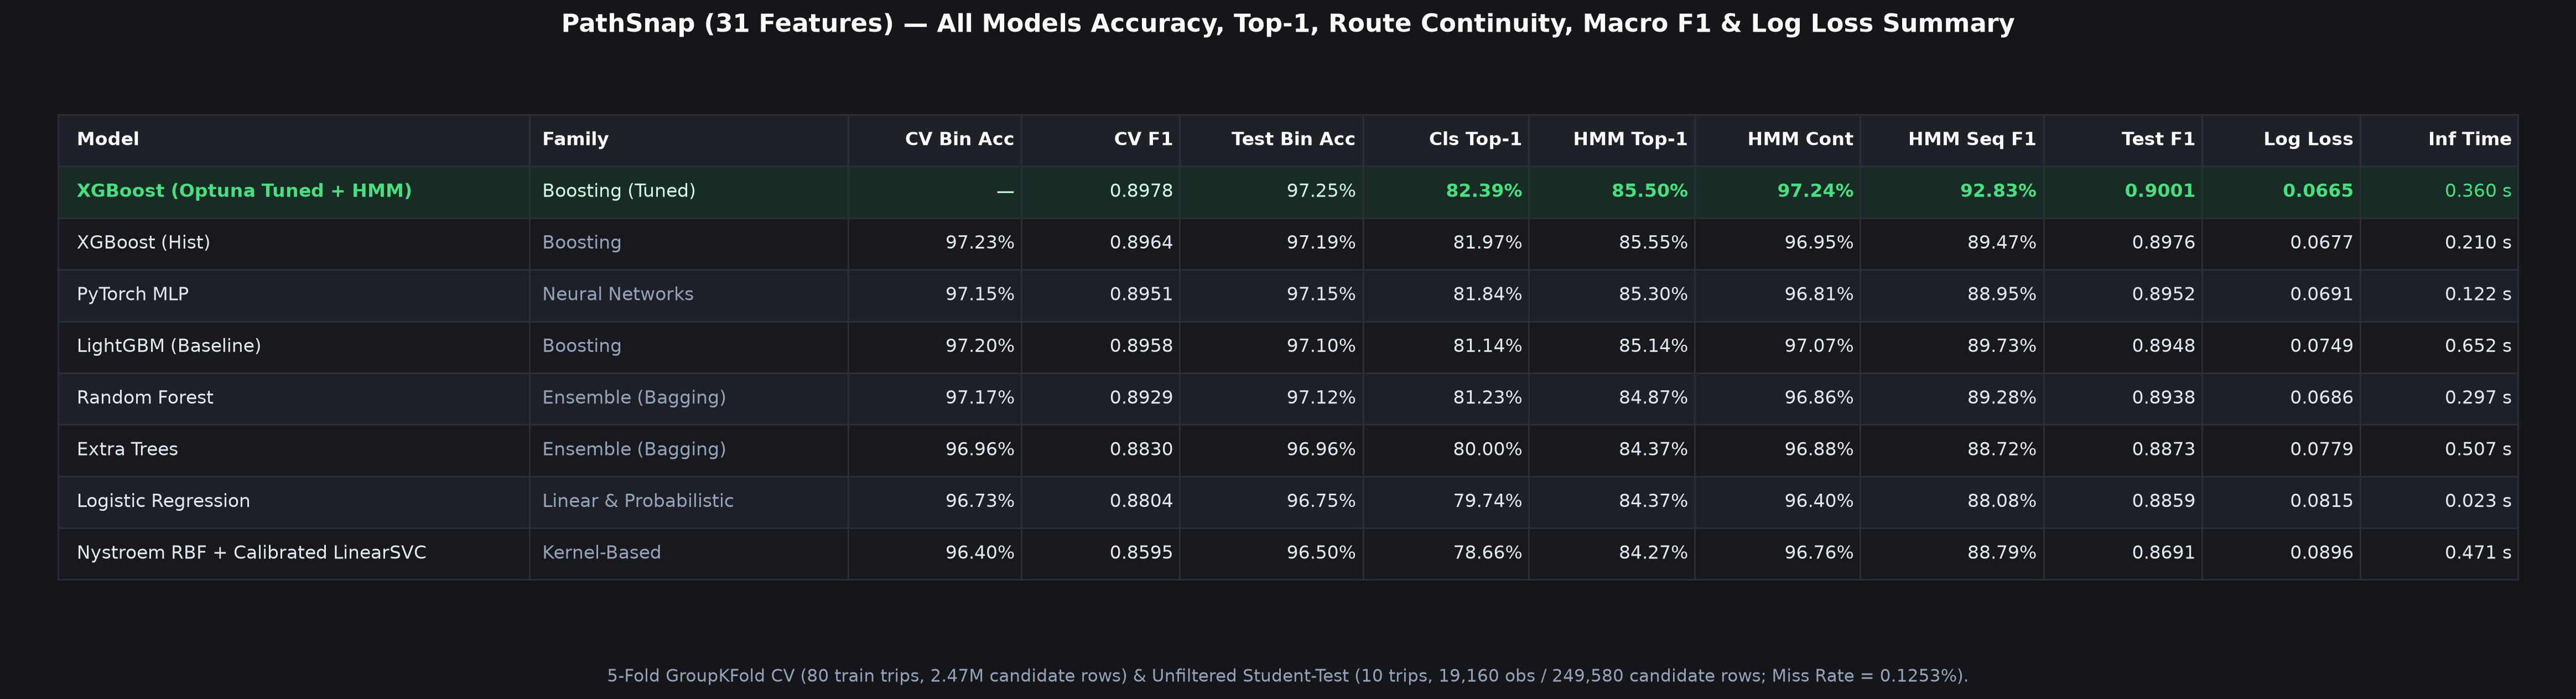 PathSnap (31 Features) — All Models Accuracy, Top-1, Route Continuity, Macro F1 & Log Loss Summary
Model Family CV Bin Acc CV F1 Test Bin Acc Cls Top-1 HMM Top-1 HMM Cont HMM Seq F1 Test F1 Log Loss Inf Time
XGBoost (Optuna Tuned + HMM) Boosting (Tuned) — 0.8978 97.25% 82.39% 85.50% 97.24% 92.83% 0.9001 0.0665 0.360 s
XGBoost (Hist) Boosting 97.23% 0.8964 97.19% 81.97% 85.55% 96.95% 89.47% 0.8976 0.0677 0.210 s
PyTorch MLP Neural Networks 97.15% 0.8951 97.15% 81.84% 85.30% 96.81% 88.95% 0.8952 0.0691 0.122 s
LightGBM (Baseline) Boosting 97.20% 0.8958 97.10% 81.14% 85.14% 97.07% 89.73% 0.8948 0.0749 0.652 s
Random Forest Ensemble (Bagging) 97.17% 0.8929 97.12% 81.23% 84.87% 96.86% 89.28% 0.8938 0.0686 0.297 s
Extra Trees Ensemble (Bagging) 96.96% 0.8830 96.96% 80.00% 84.37% 96.88% 88.72% 0.8873 0.0779 0.507 s
Logistic Regression Linear & Probabilistic 96.73% 0.8804 96.75% 79.74% 84.37% 96.40% 88.08% 0.8859 0.0815 0.023 s
Nystroem RBF + Calibrated LinearSVC Kernel-Based 96.40% 0.8595 96.50% 78.66% 84.27% 96.76% 88.79% 0.8691 0.0896 0.471 s
5-Fold GroupKFold CV (80 train trips, 2.47M candidate rows) & Unfiltered Student-Test (10 trips, 19,160 obs / 249,580 candidate rows; Miss Rate = 0.1253%).